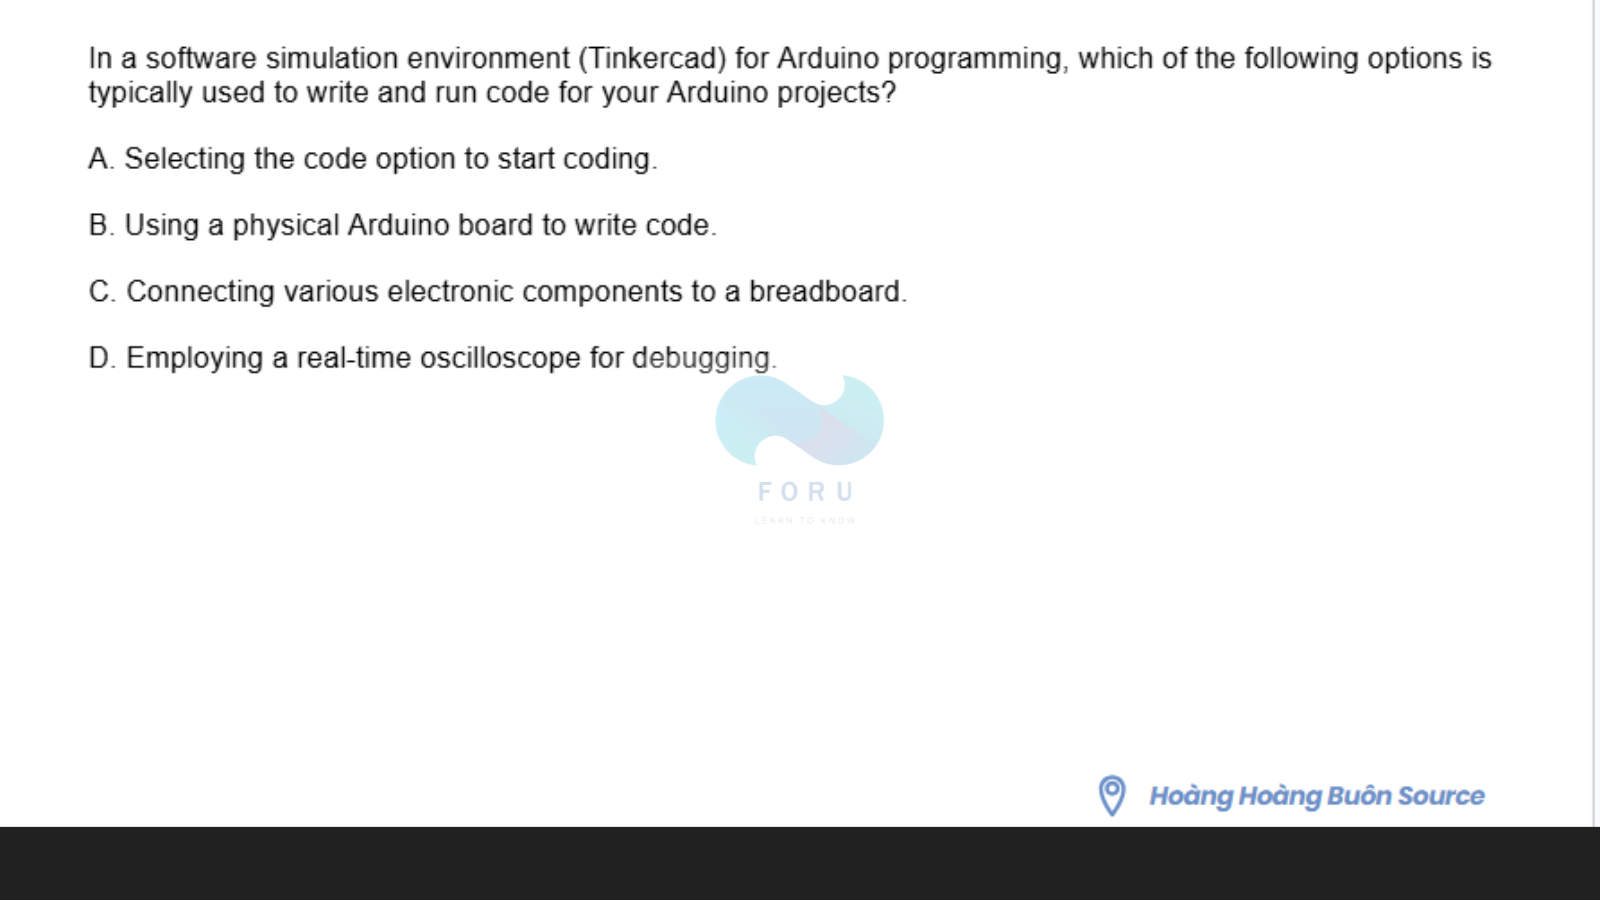 In a software simulation environment (Tinkercad) for Arduino programming, which of the following options is
typically used to write and run code for your Arduino projects?
A. Selecting the code option to start coding.
B. Using a physical Arduino board to write code.
C. Connecting various electronic components to a breadboard.
D. Employing a real-time oscilloscope for debugging.
FORU
LEARN TO KNOW
Hoàng Hoàng Buôn Source